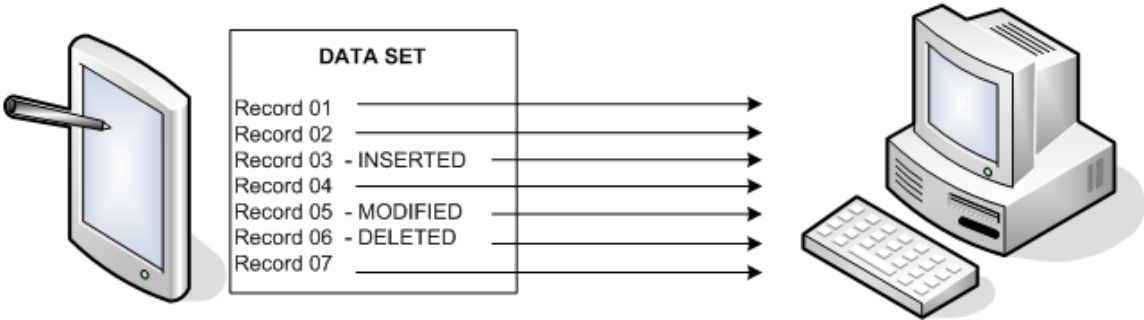 DATA SET
Record 01
Record 02
Record 03 - INSERTED
Record 04
Record 05 - MODIFIED
Record 06 - DELETED
Record 07